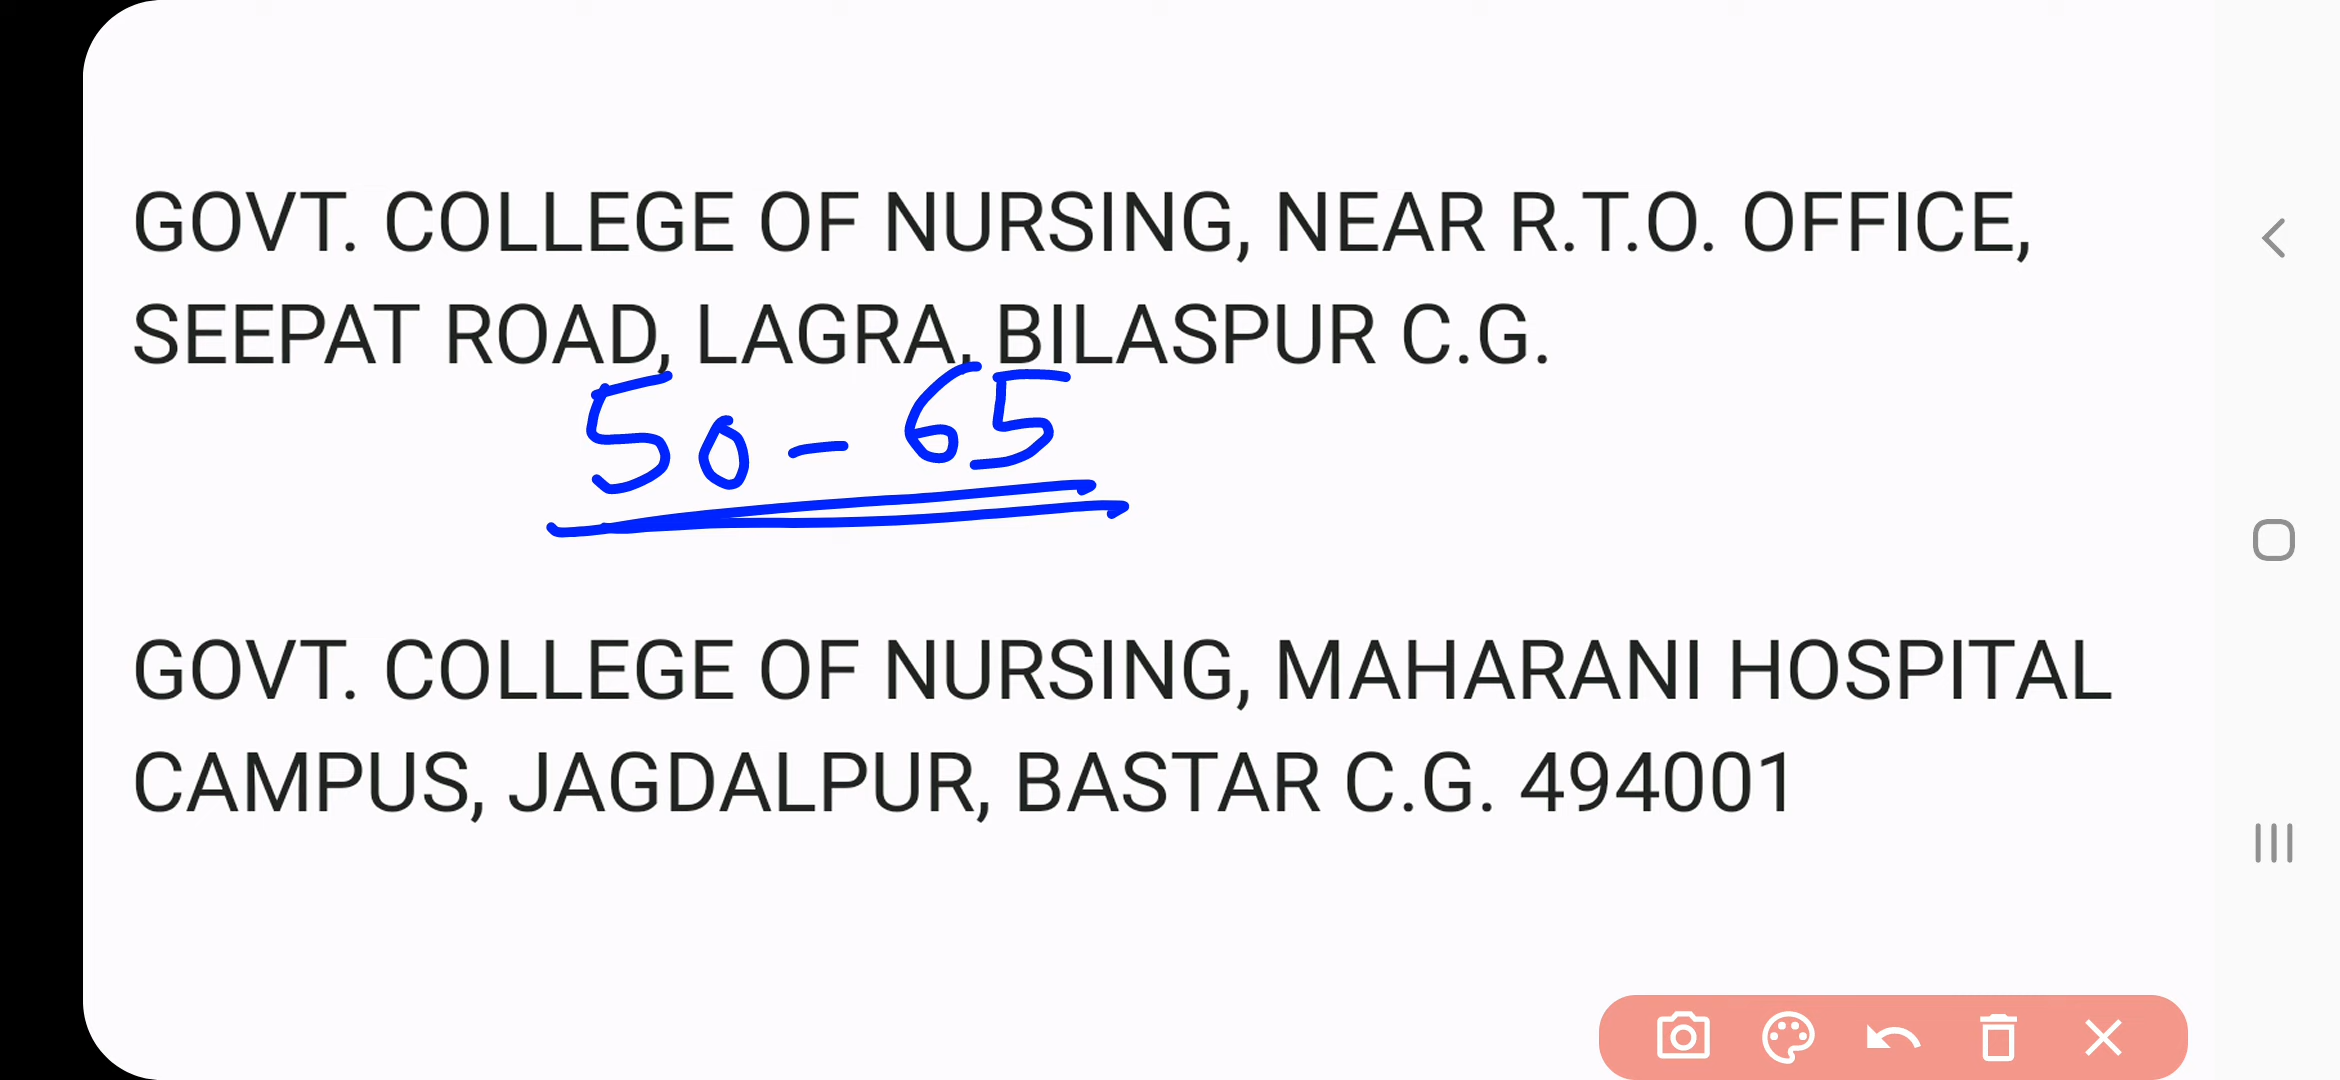 GOVT. COLLEGE OF NURSING, NEAR R.T.O. OFFICE,
SEEPAT ROAD, LAGRA, BILASPUR C.G.
50-65
GOVT. COLLEGE OF NURSING, MAHARANI HOSPITAL
CAMPUS, JAGDALPUR, BASTAR C.G. 494001